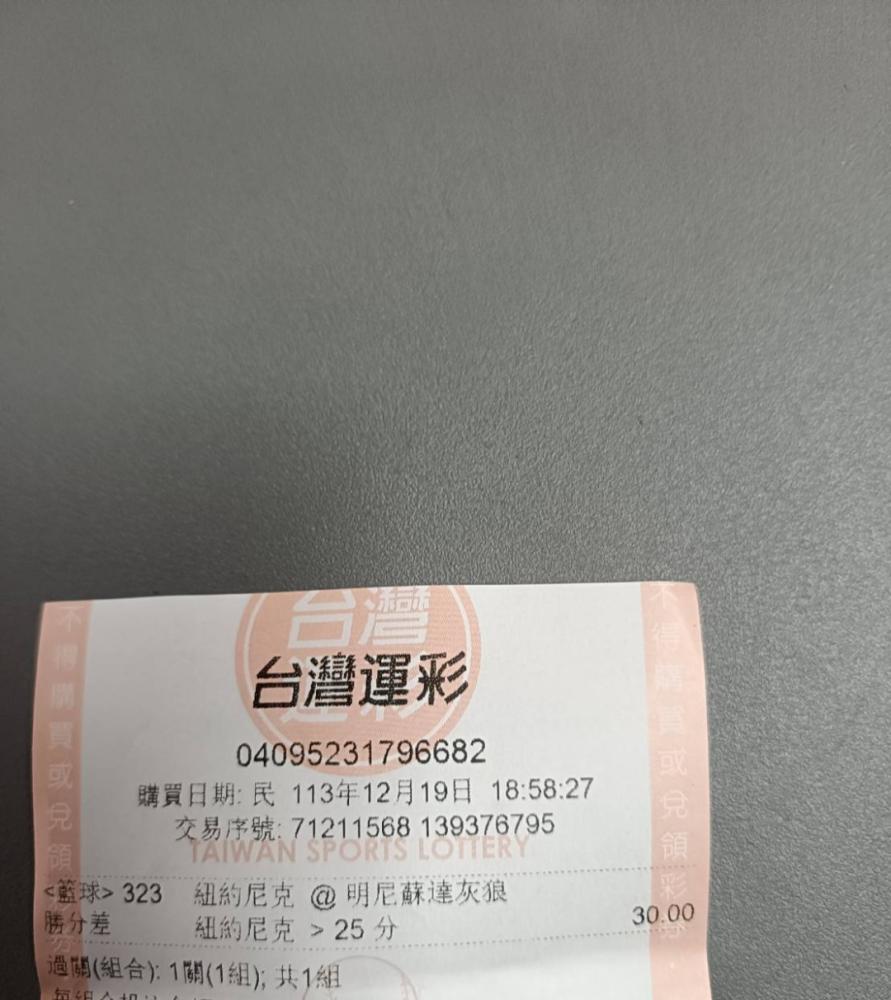 台灣
台灣運彩
04095231796682
購買日期: 民 113年12月19日 18:58:27
交易序號: 71211568 139376795
TAIWAN SPORTS LOTTERY
<籃球> 323 紐約尼克 @ 明尼蘇達灰狼
勝分差 紐約尼克 > 25 分 30.00
過關(組合): 1關(1組); 共1組
不得購買或兌領
不得購買或兌領彩